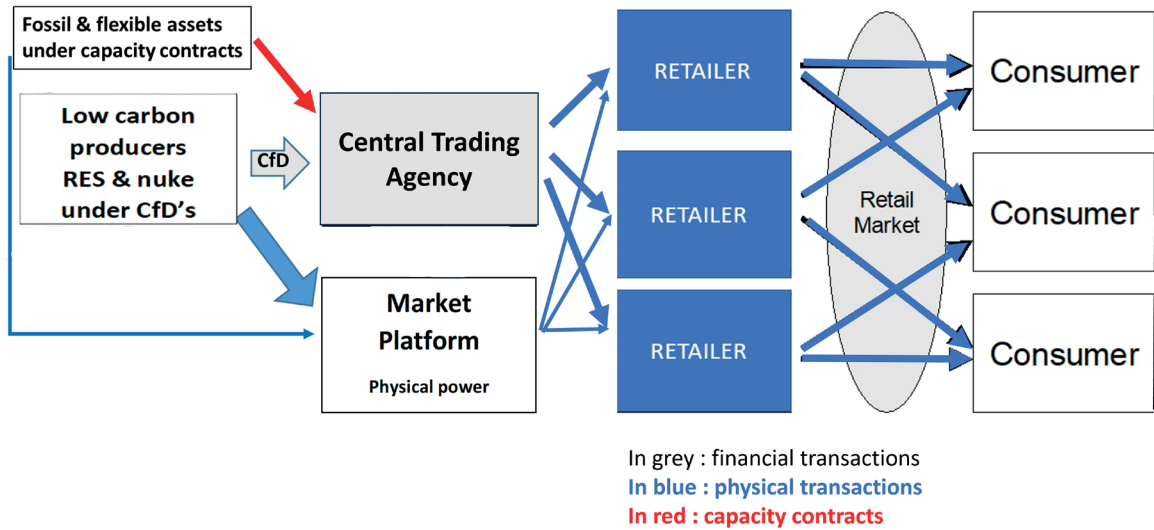 Fossil & flexible assets
under capacity contracts
Low carbon
producers
RES & nuke
under CfD's
CfD
Central Trading
Agency
Market
Platform
Physical power
RETAILER
RETAILER
RETAILER
Retail
Market
Consumer
Consumer
Consumer
In grey : financial transactions
In blue : physical transactions
In red : capacity contracts